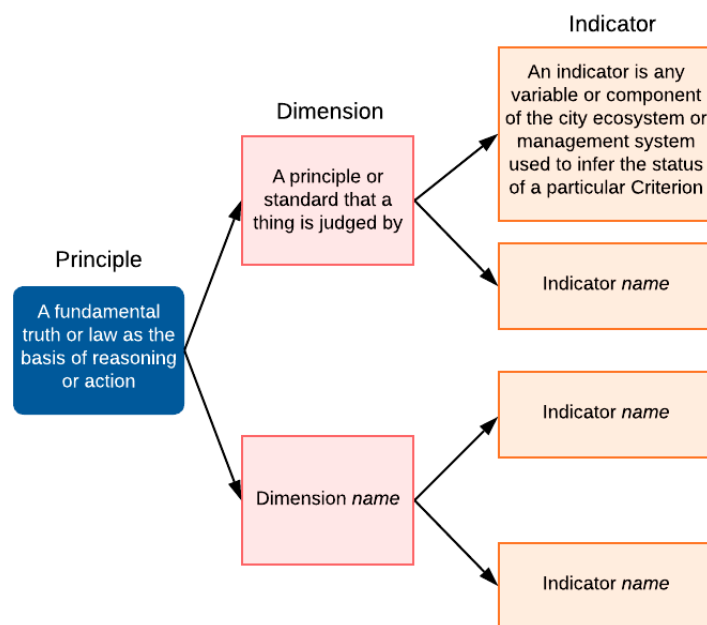 Indicator
An indicator is any
variable or component
of the city ecosystem or
management system
used to infer the status
of a particular Criterion
Dimension
A principle or
standard that a
thing is judged by
Indicator name
Principle
A fundamental
truth or law as the
basis of reasoning
or action
Indicator name
Dimension name
Indicator name